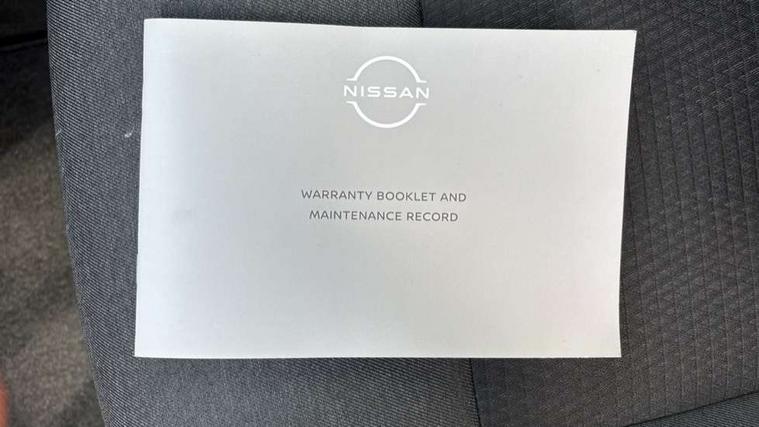 NISSAN
WARRANTY BOOKLET AND
MAINTENANCE RECORD